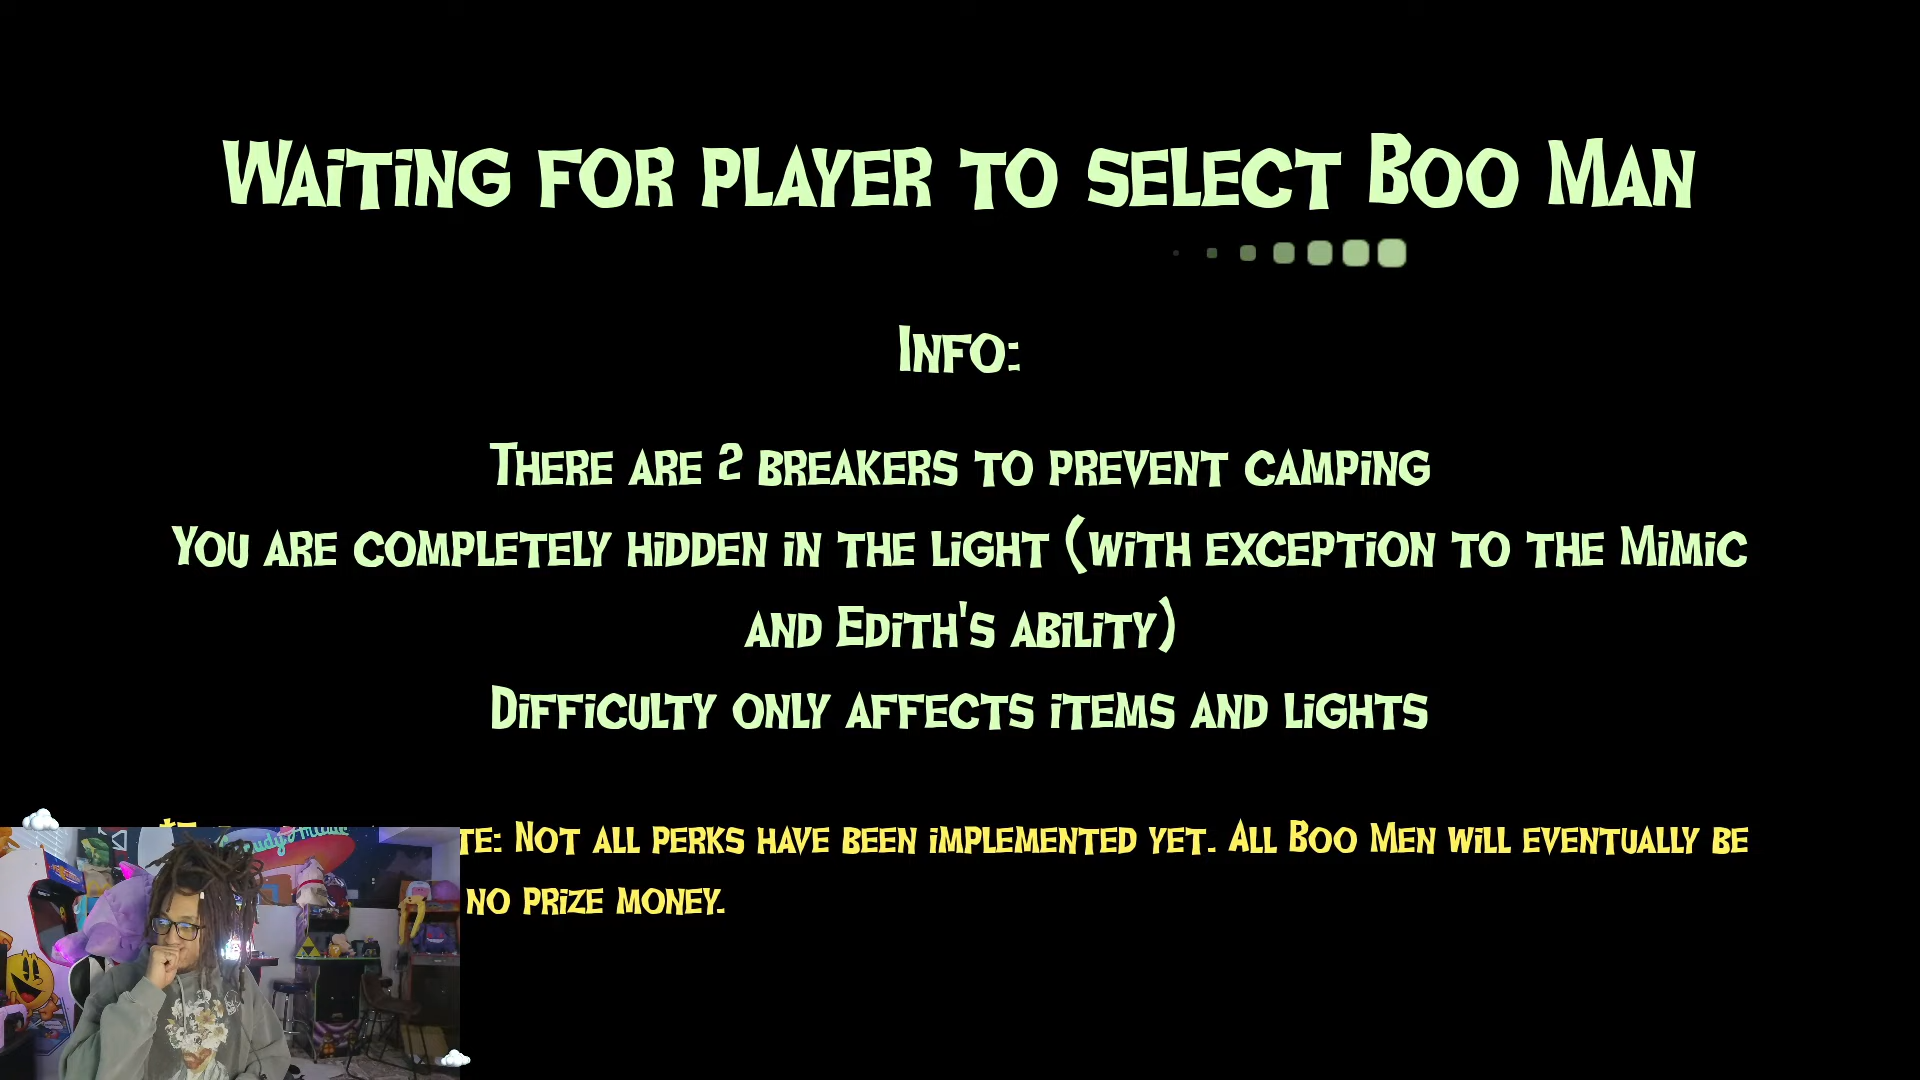 Waiting for player to select Boo Man
Info:
There are 2 breakers to prevent camping
You are completely hidden in the light (with exception to the Mimic
and Edith's ability)
Difficulty only affects items and lights
Not all perks have been implemented yet. All Boo Men will eventually be
no prize money.